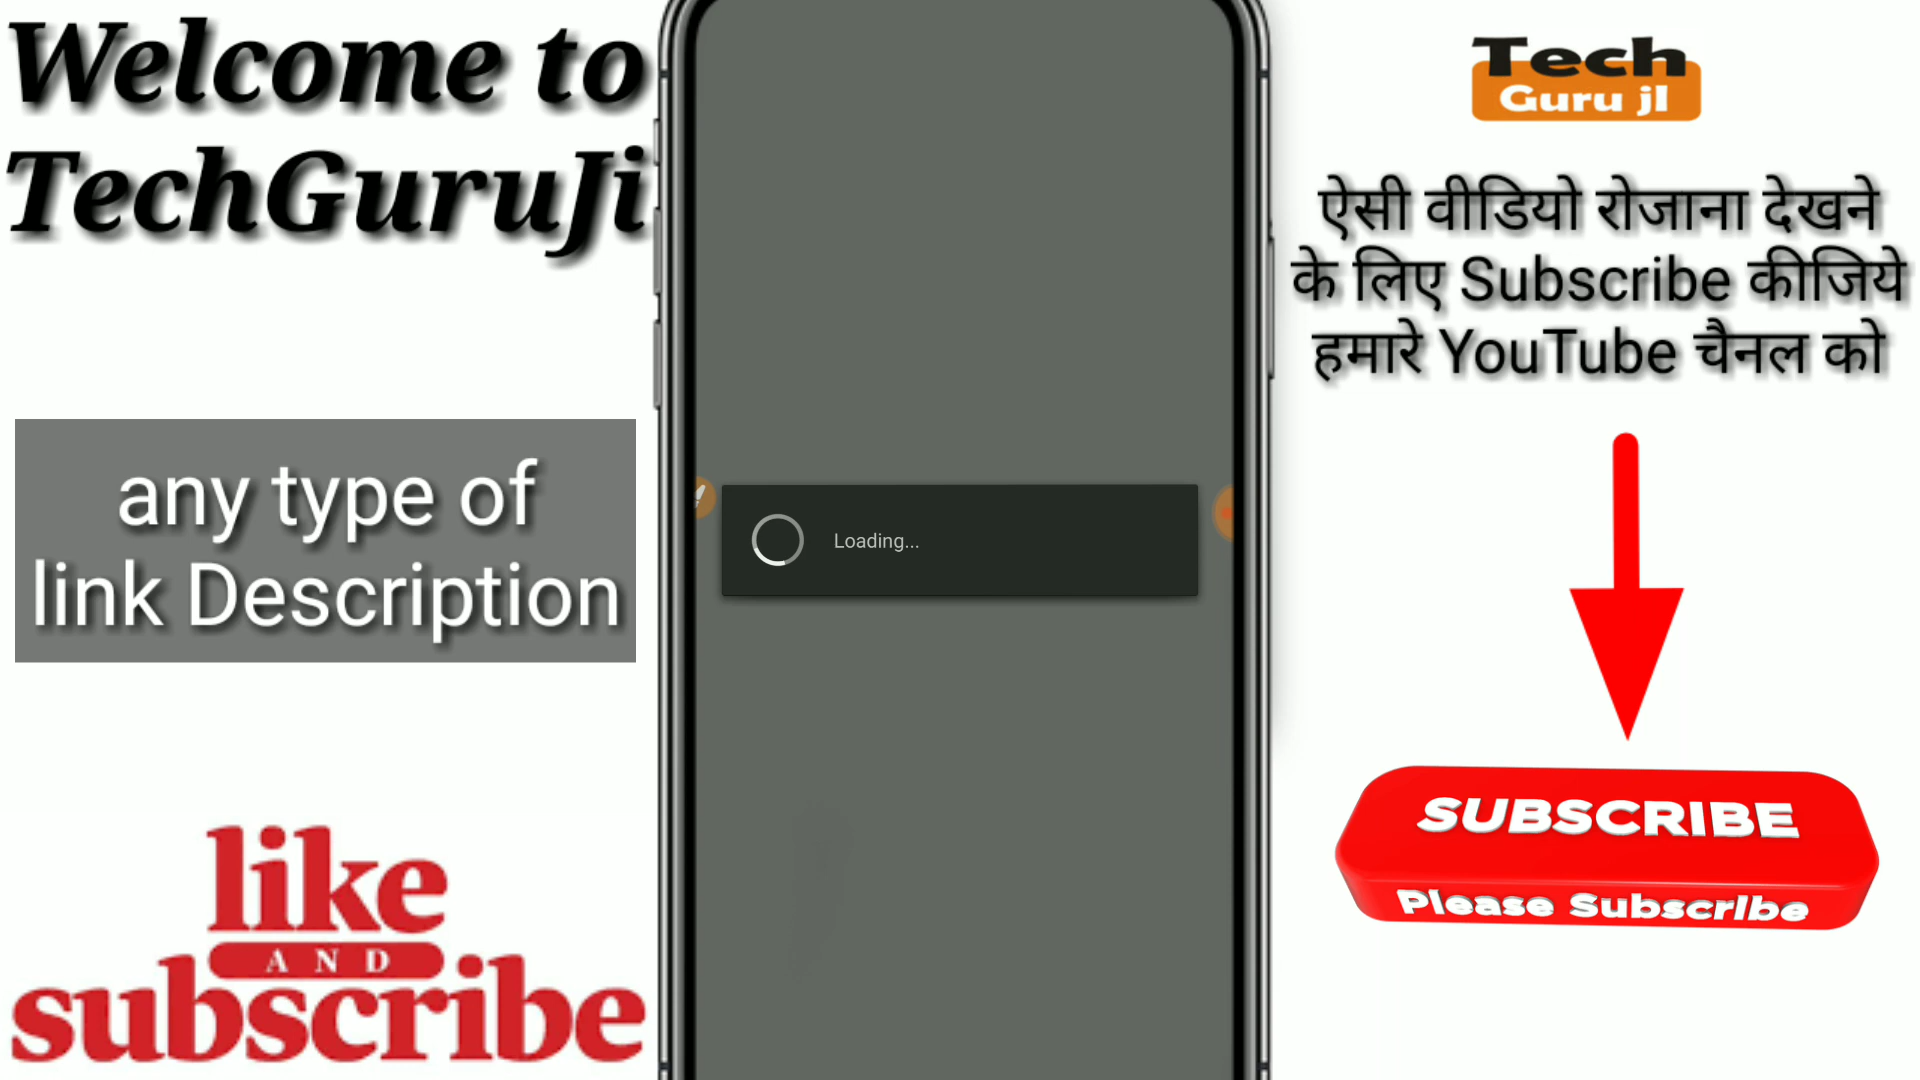 Welcome to
TechGuruJi
any type of
link Description
like
AND
subscribe
Loading...
Tech
Guru jI
ऐसी वीडियो रोजाना देखने
के लिए Subscribe कीजिये
हमारे YouTube चैनल को
SUBSCRIBE
Please Subscribe